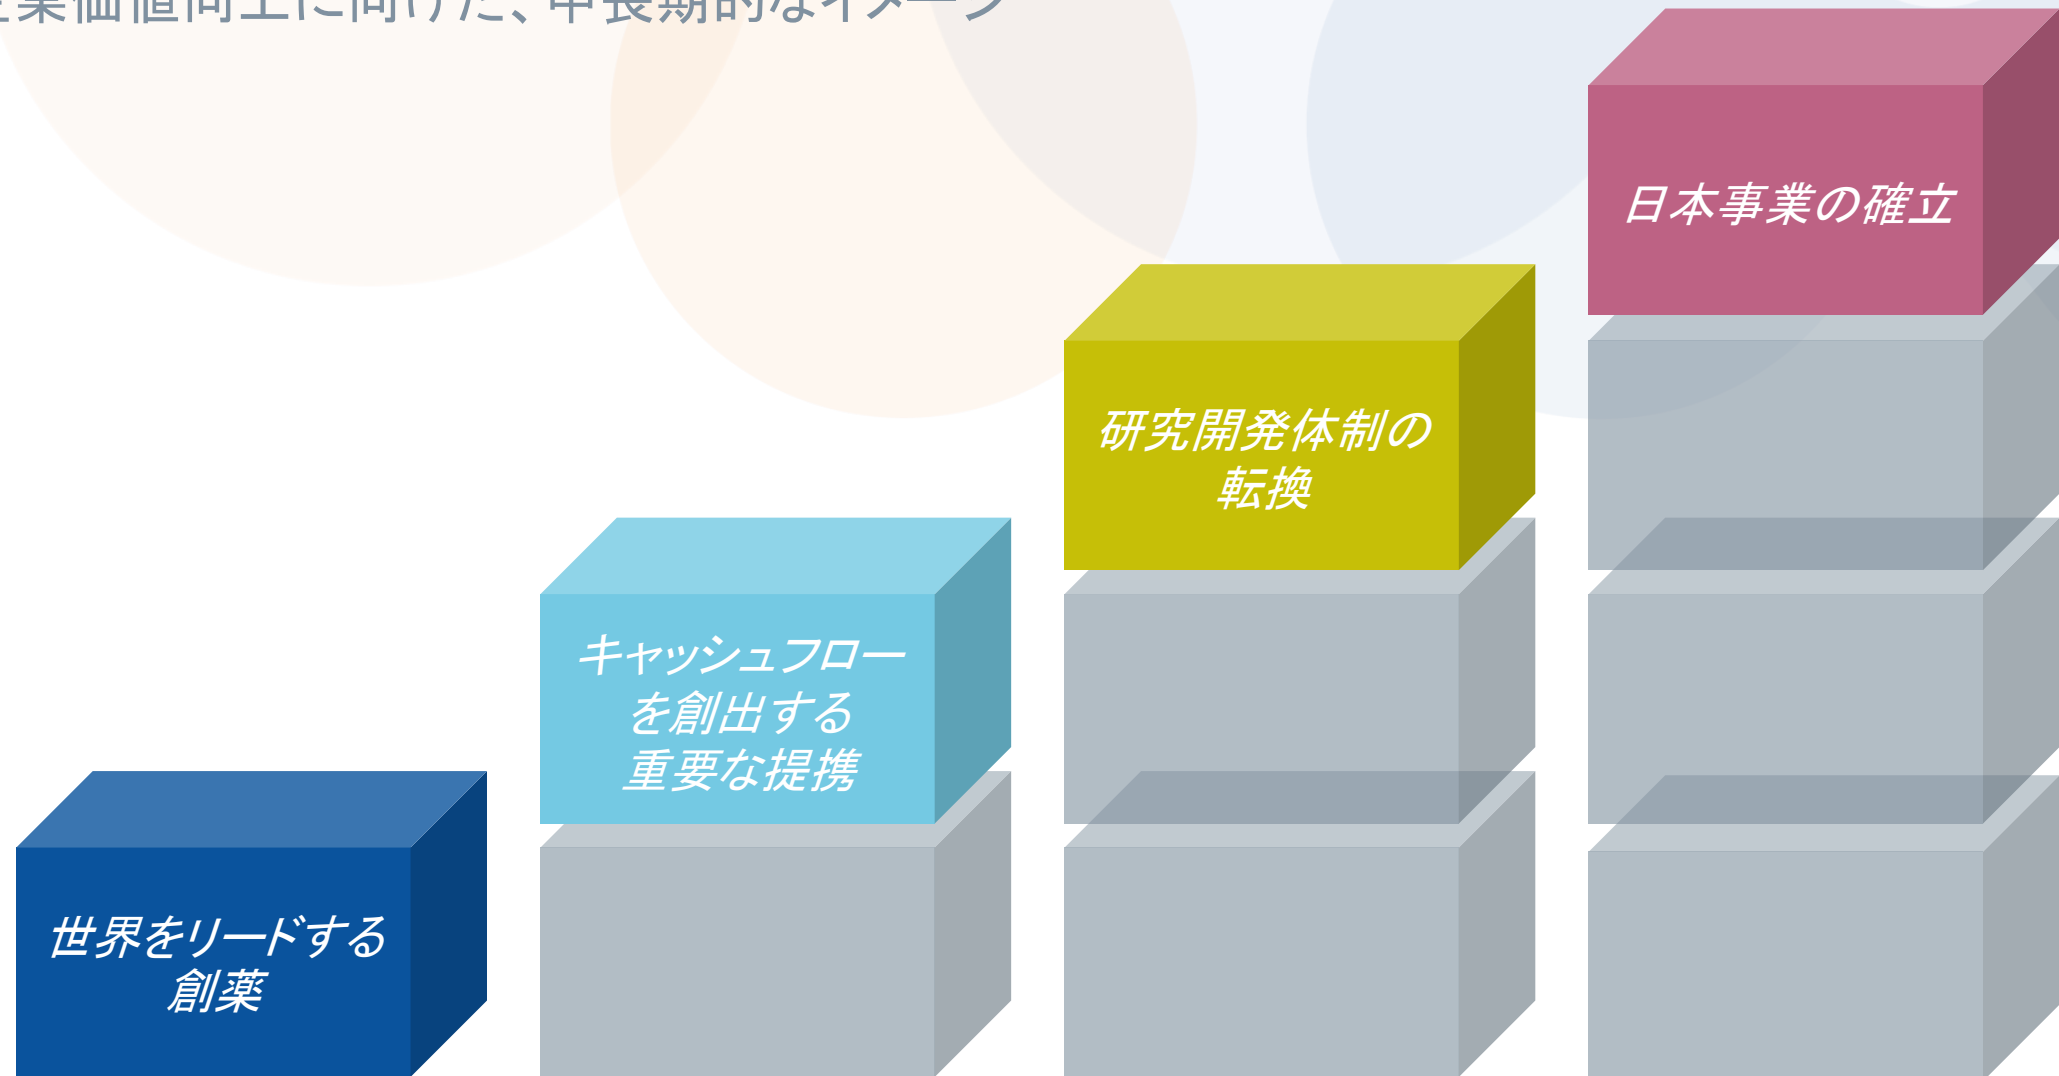 業価値向上に向けた、中長期的なイメージ
日本事業の確立
研究開発体制の
転換
キャッシュフロー
を創出する
重要な提携
世界をリードする
創薬